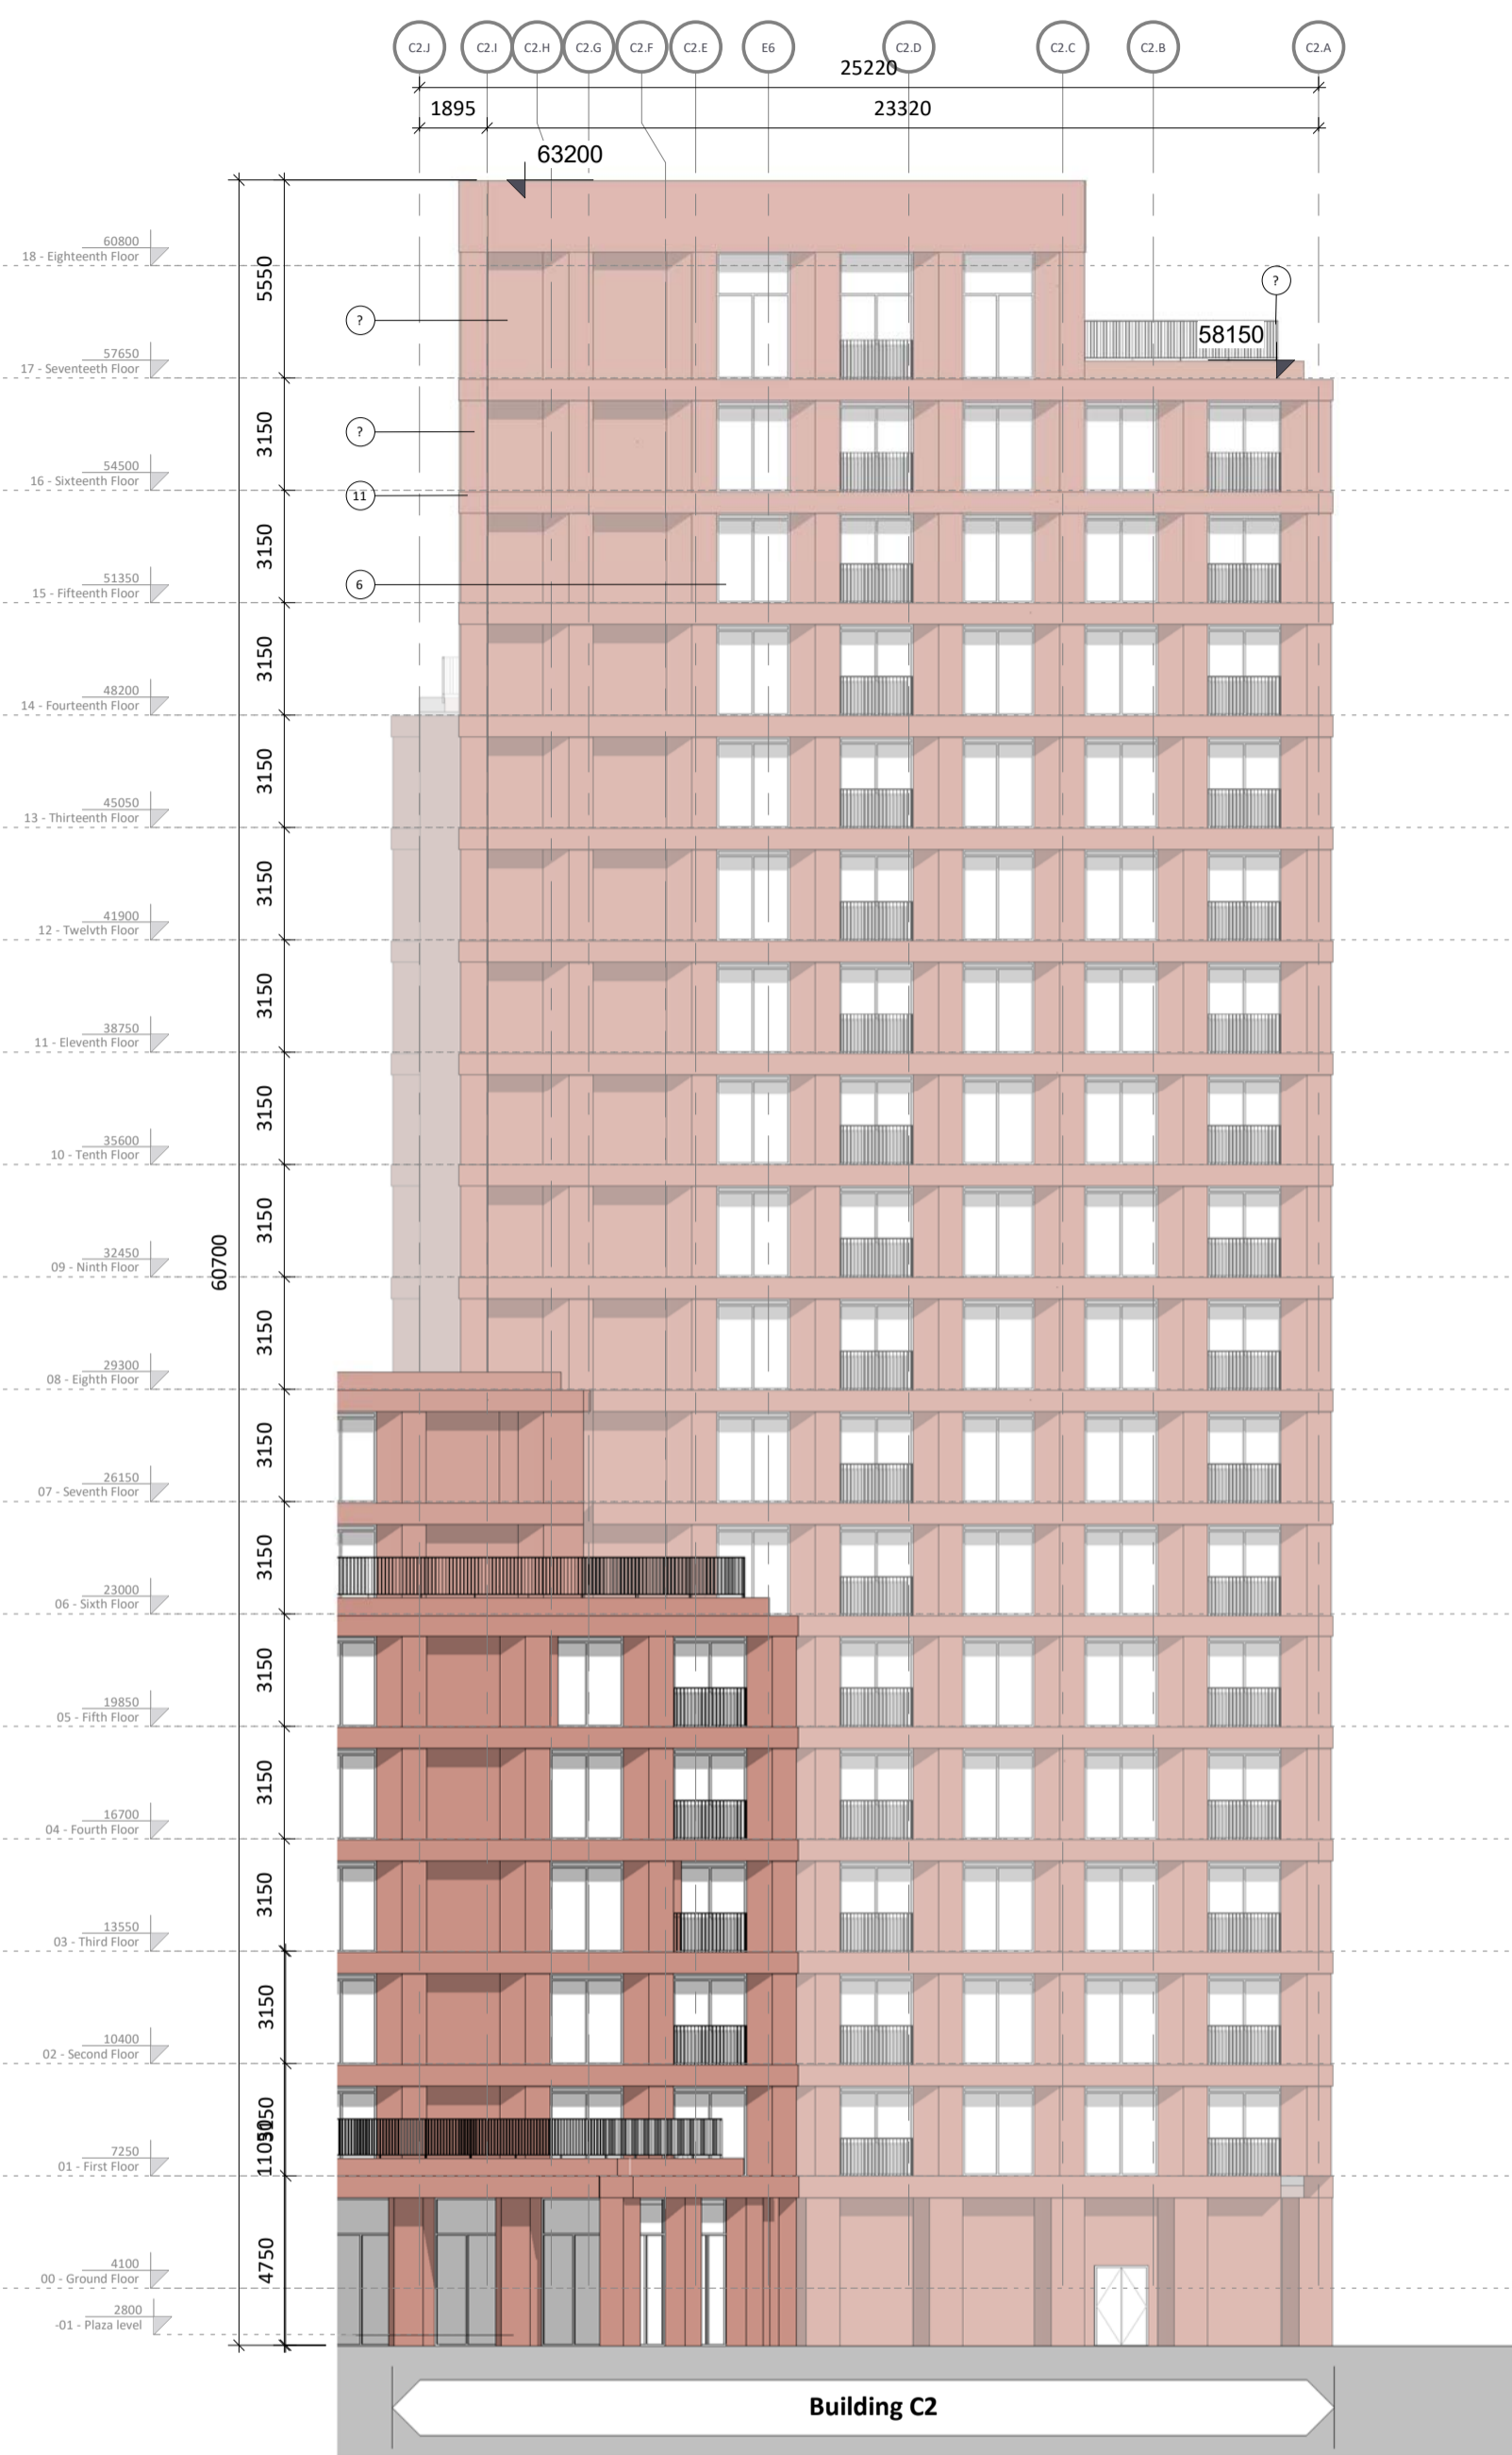 C2.J C2.I C2.H C2.G C2.F C2.E E6 C2.D C2.C C2.B C2.A
25220
1895 23320
63200
60800
18 - Eighteenth Floor
5550
?
?
58150
57650
17 - Seventeeth Floor
3150
?
54500
16 - Sixteenth Floor
11
3150
6
51350
15 - Fifteenth Floor
3150
48200
14 - Fourteenth Floor
3150
45050
13 - Thirteenth Floor
3150
41900
12 - Twelvth Floor
3150
38750
11 - Eleventh Floor
3150
35600
10 - Tenth Floor
3150
60700
32450
09 - Ninth Floor
3150
29300
08 - Eighth Floor
3150
26150
07 - Seventh Floor
3150
23000
06 - Sixth Floor
3150
19850
05 - Fifth Floor
3150
16700
04 - Fourth Floor
3150
13550
03 - Third Floor
3150
10400
02 - Second Floor
3150
11050
7250
01 - First Floor
4750
4100
00 - Ground Floor
2800
-01 - Plaza level
Building C2